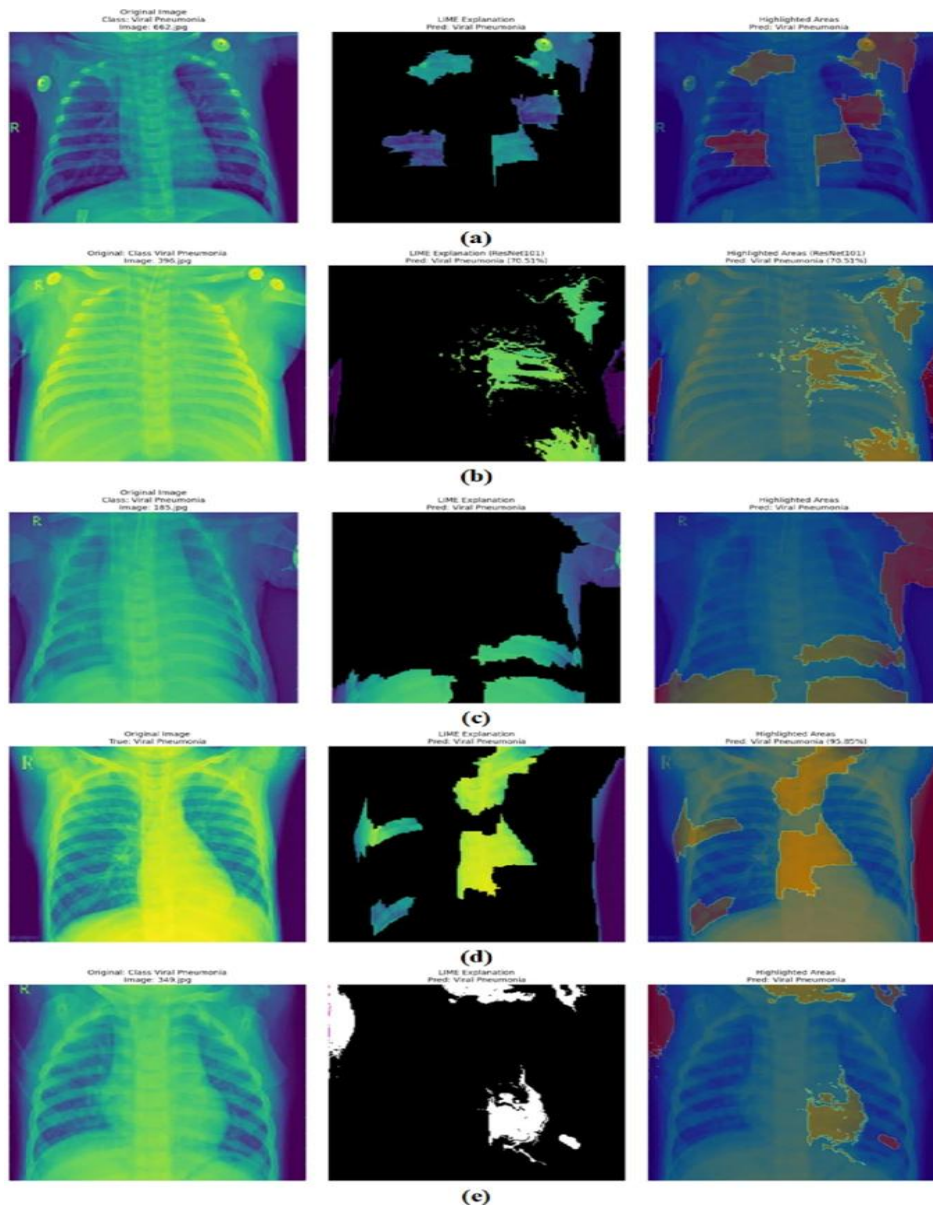 Original Image
Class: Viral Pneumonia
Image: 662.jpg
LIME Explanation
Pred: Viral Pneumonia
Highlighted Areas
Pred: Viral Pneumonia
R
(a)
Original: Class Viral Pneumonia
Image: 396.jpg
LIME Explanation (ResNet101)
Pred: Viral Pneumonia (70.51%)
Highlighted Areas (ResNet101)
Pred: Viral Pneumonia (70.51%)
R
R
(b)
Original Image
Class: Viral Pneumonia
Image: 185.jpg
LIME Explanation
Pred: Viral Pneumonia
Highlighted Areas
Pred: Viral Pneumonia
R
R
(c)
Original Image
True: Viral Pneumonia
LIME Explanation
Pred: Viral Pneumonia
Highlighted Areas
Pred: Viral Pneumonia (95.85%)
R
R
(d)
Original: Class Viral Pneumonia
Image: 349.jpg
LIME Explanation
Pred: Viral Pneumonia
Highlighted Areas
Pred: Viral Pneumonia
R
R
(e)